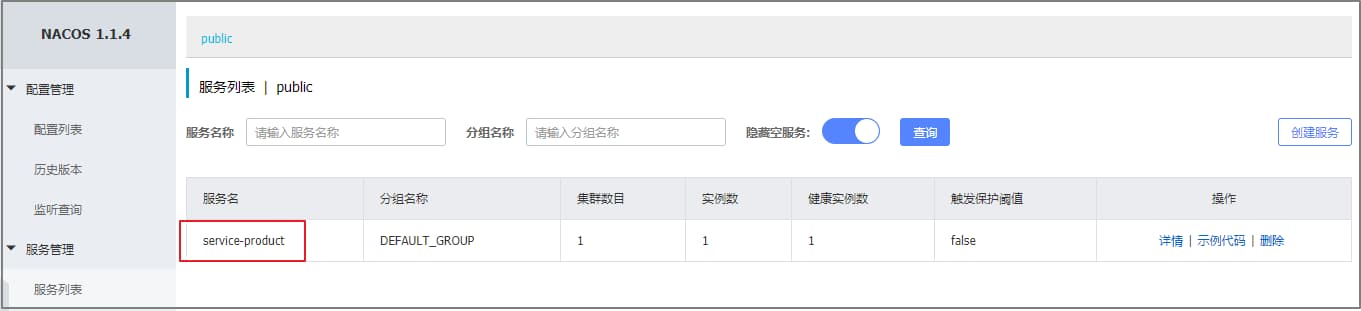 NACOS 1.1.4
配置管理
配置列表
历史版本
监听查询
服务管理
服务列表
public
服务列表 | public
服务名称 请输入服务名称 分组名称 请输入分组名称 隐藏空服务: 查询 创建服务
服务名 分组名称 集群数目 实例数 健康实例数 触发保护阈值 操作
service-product DEFAULT_GROUP 1 1 1 false 详情 | 示例代码 | 删除